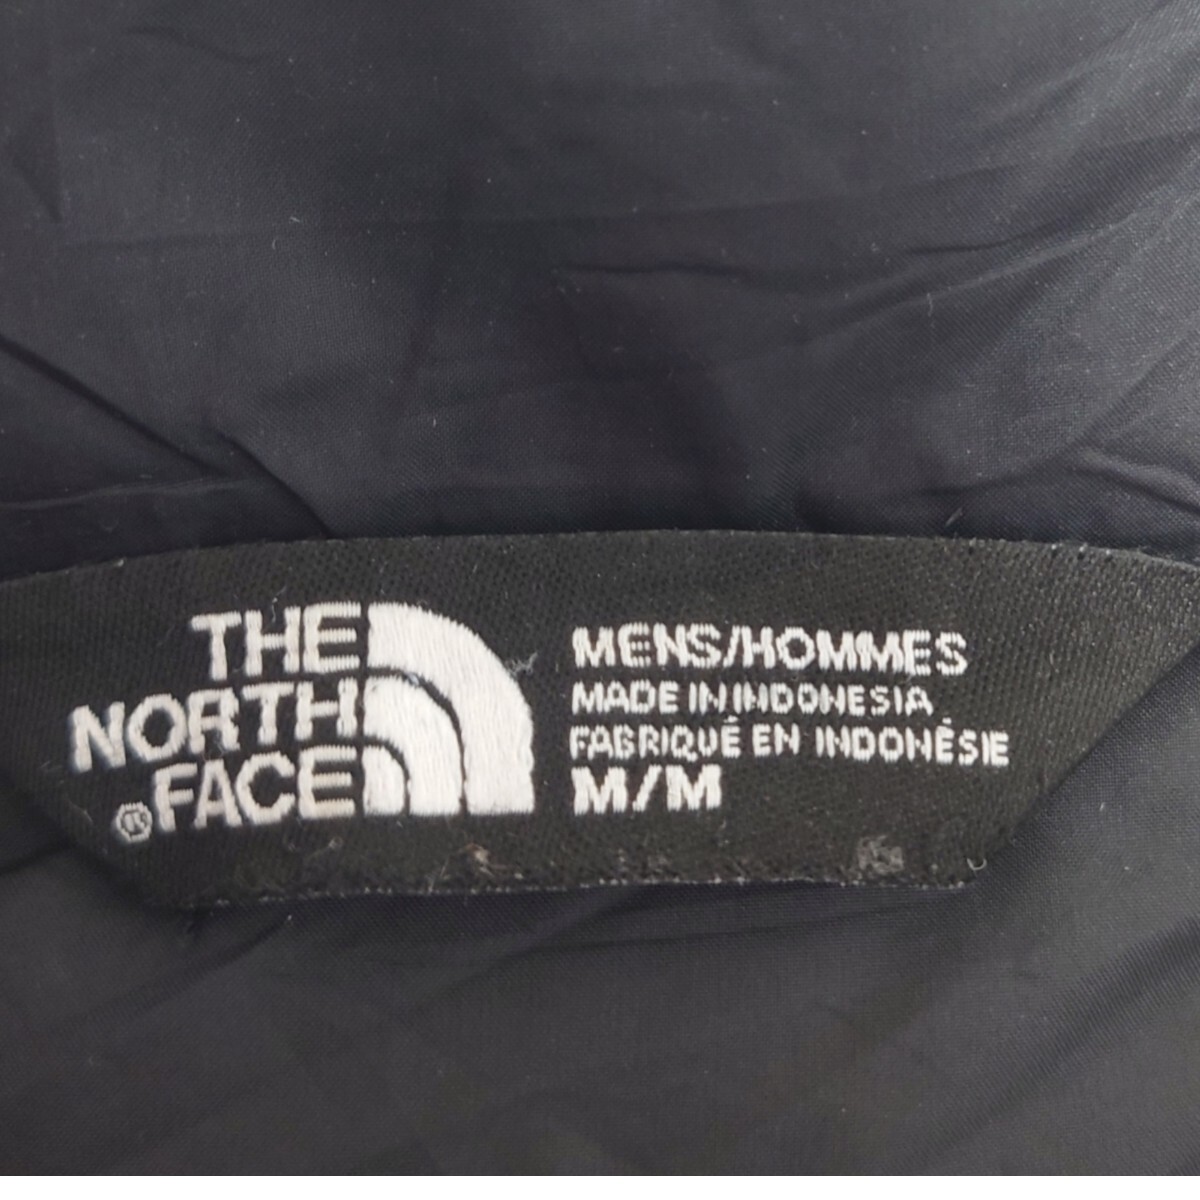 THE
NORTH
FACE
®
MENS/HOMMES
MADE IN INDONESIA
FABRIQUÉ EN INDONÉSIE
M/M